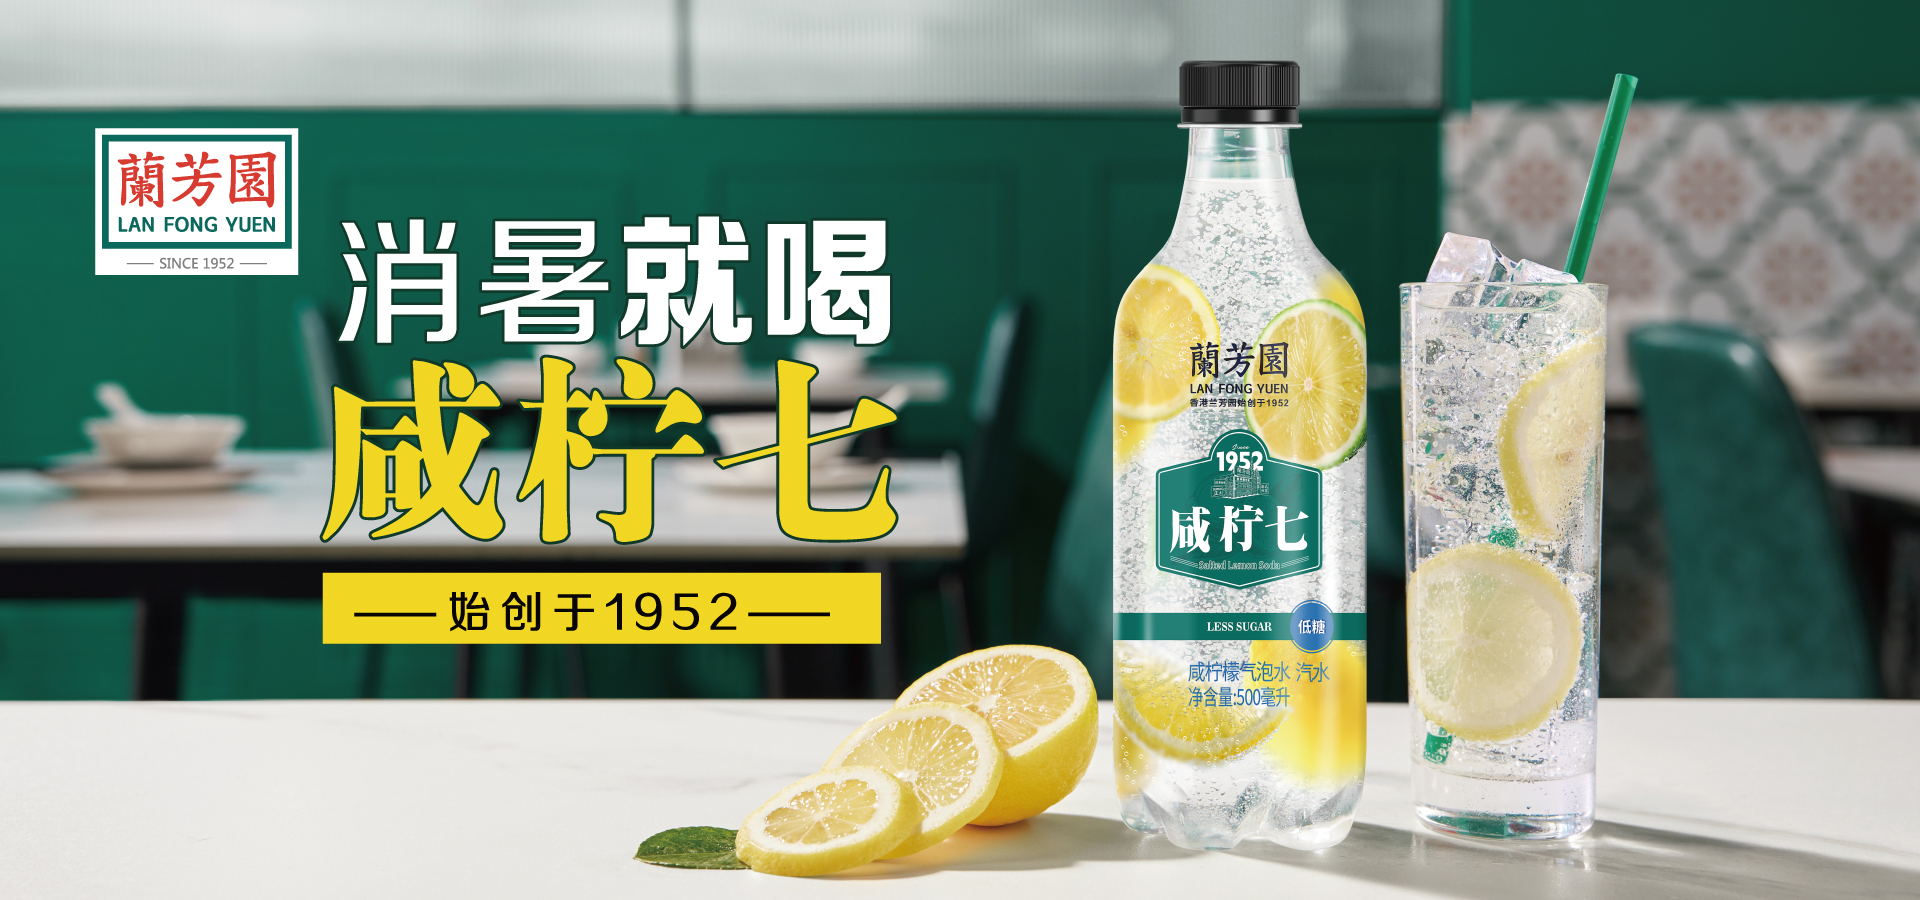 蘭芳園
LAN FONG YUEN
SINCE 1952
消暑就喝
咸柠七
始创于1952
蘭芳園
LAN FONG YUEN
香港兰芳园始创于1952
Since
1952
咸柠七
Salted Lemon Soda
LESS SUGAR
低糖
咸柠檬气泡水 汽水
净含量:500毫升